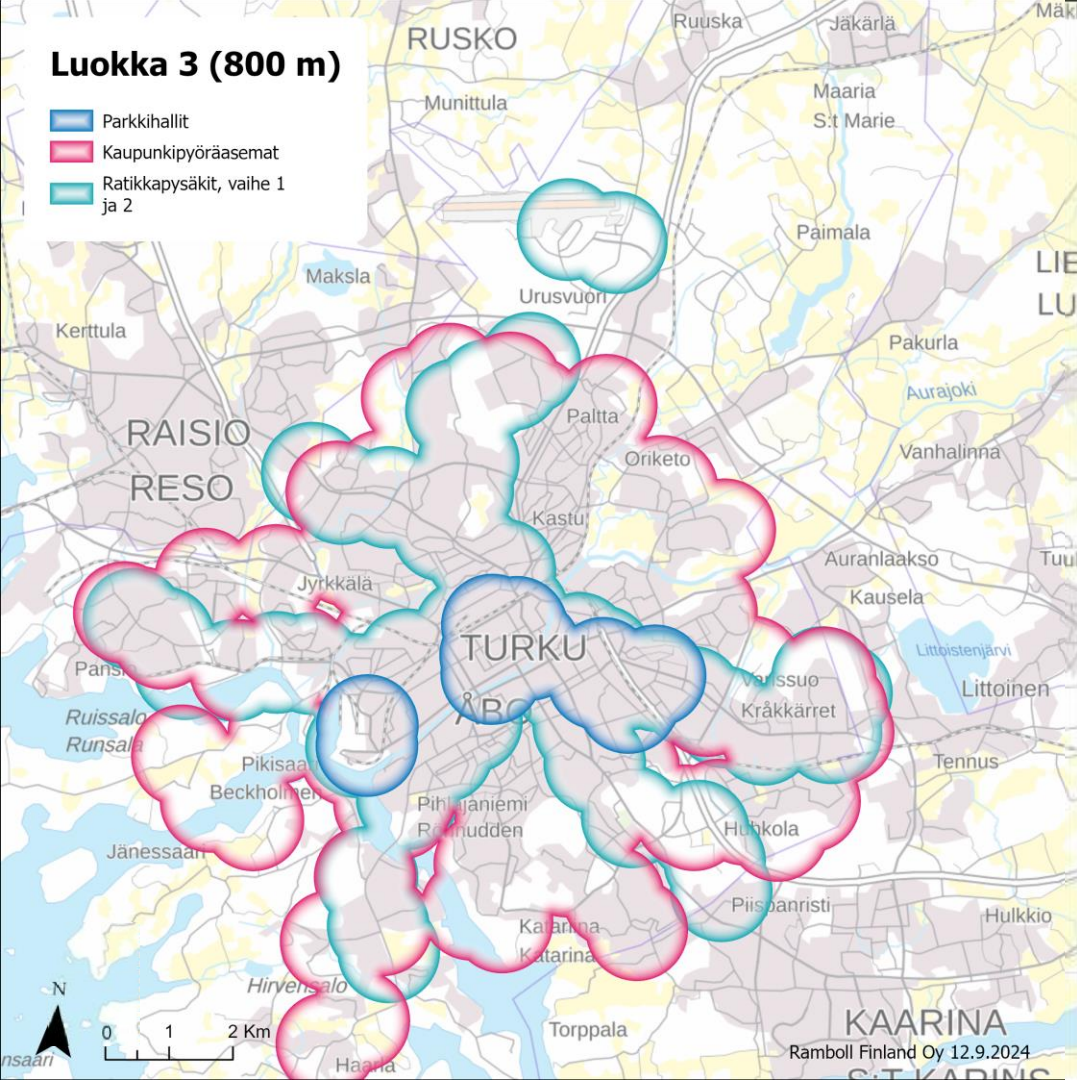 Luokka 3 (800 m)
Parkkihallit
Kaupunkipyöräasemat
Ratikkapysäkit, vaihe 1
ja 2
RUSKO
Ruuska
Jäkärlä
Munittula
Maaria
S:t Marie
Paimala
Maksla
Urusvuori
Kerttula
Pakurla
Aurajoki
Paltta
RAISIO
RESO
Oriketo
Vanhalinna
Kastu
Auranlaakso
Jyrkkälä
Kausela
TURKU
ÅBO
Littoistenjärvi
Varissuo
Littoinen
Kråkkärret
Ruissalo
Runsala
Pikisaari
Tennus
Beckholmen
Pihlajaniemi
Rönnudden
Huhkola
Jänessaari
Piispanristi
Hulkkio
Katariina
Katarina
Hirvensalo
N
0 1 2 Km
Torppala
KAARINA
Haarla
Ramboll Finland Oy 12.9.2024
S:T KARINS